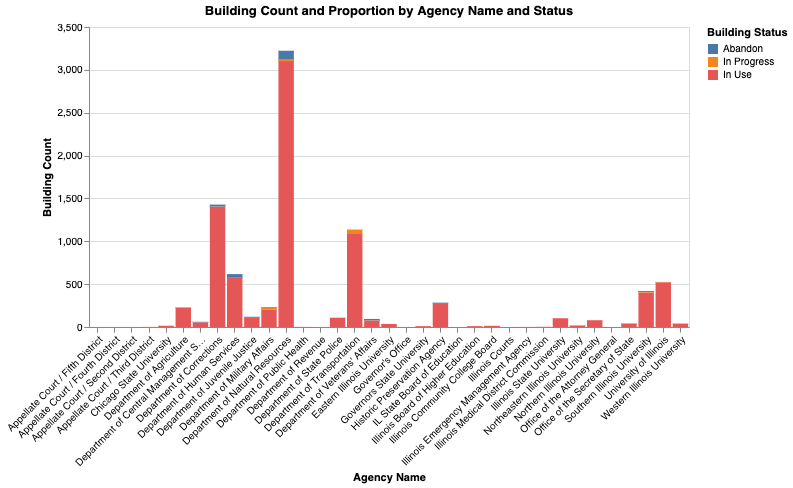 Building Count and Proportion by Agency Name and Status
Building Status
Abandon
In Progress
In Use
3,500
3,000
2,500
2,000
1,500
1,000
500
0
Building Count
Appellate Court / Fifth District
Appellate Court / Fourth District
Appellate Court / Second District
Appellate Court / Third District
Chicago State University
Department of Agriculture
Department of Central Management S…
Department of Corrections
Department of Human Services
Department of Juvenile Justice
Department of Military Affairs
Department of Natural Resources
Department of Public Health
Department of Revenue
Department of State Police
Department of Transportation
Department of Veterans' Affairs
Eastern Illinois University
Governor's Office
Governors State University
Historic Preservation Agency
IL State Board of Education
Illinois Board of Higher Education
Illinois Community College Board
Illinois Courts
Illinois Emergency Management Agency
Illinois Medical District Commission
Illinois State University
Northeastern Illinois University
Northern Illinois University
Office of the Attorney General
Office of the Secretary of State
Southern Illinois University
University of Illinois
Western Illinois University
Agency Name